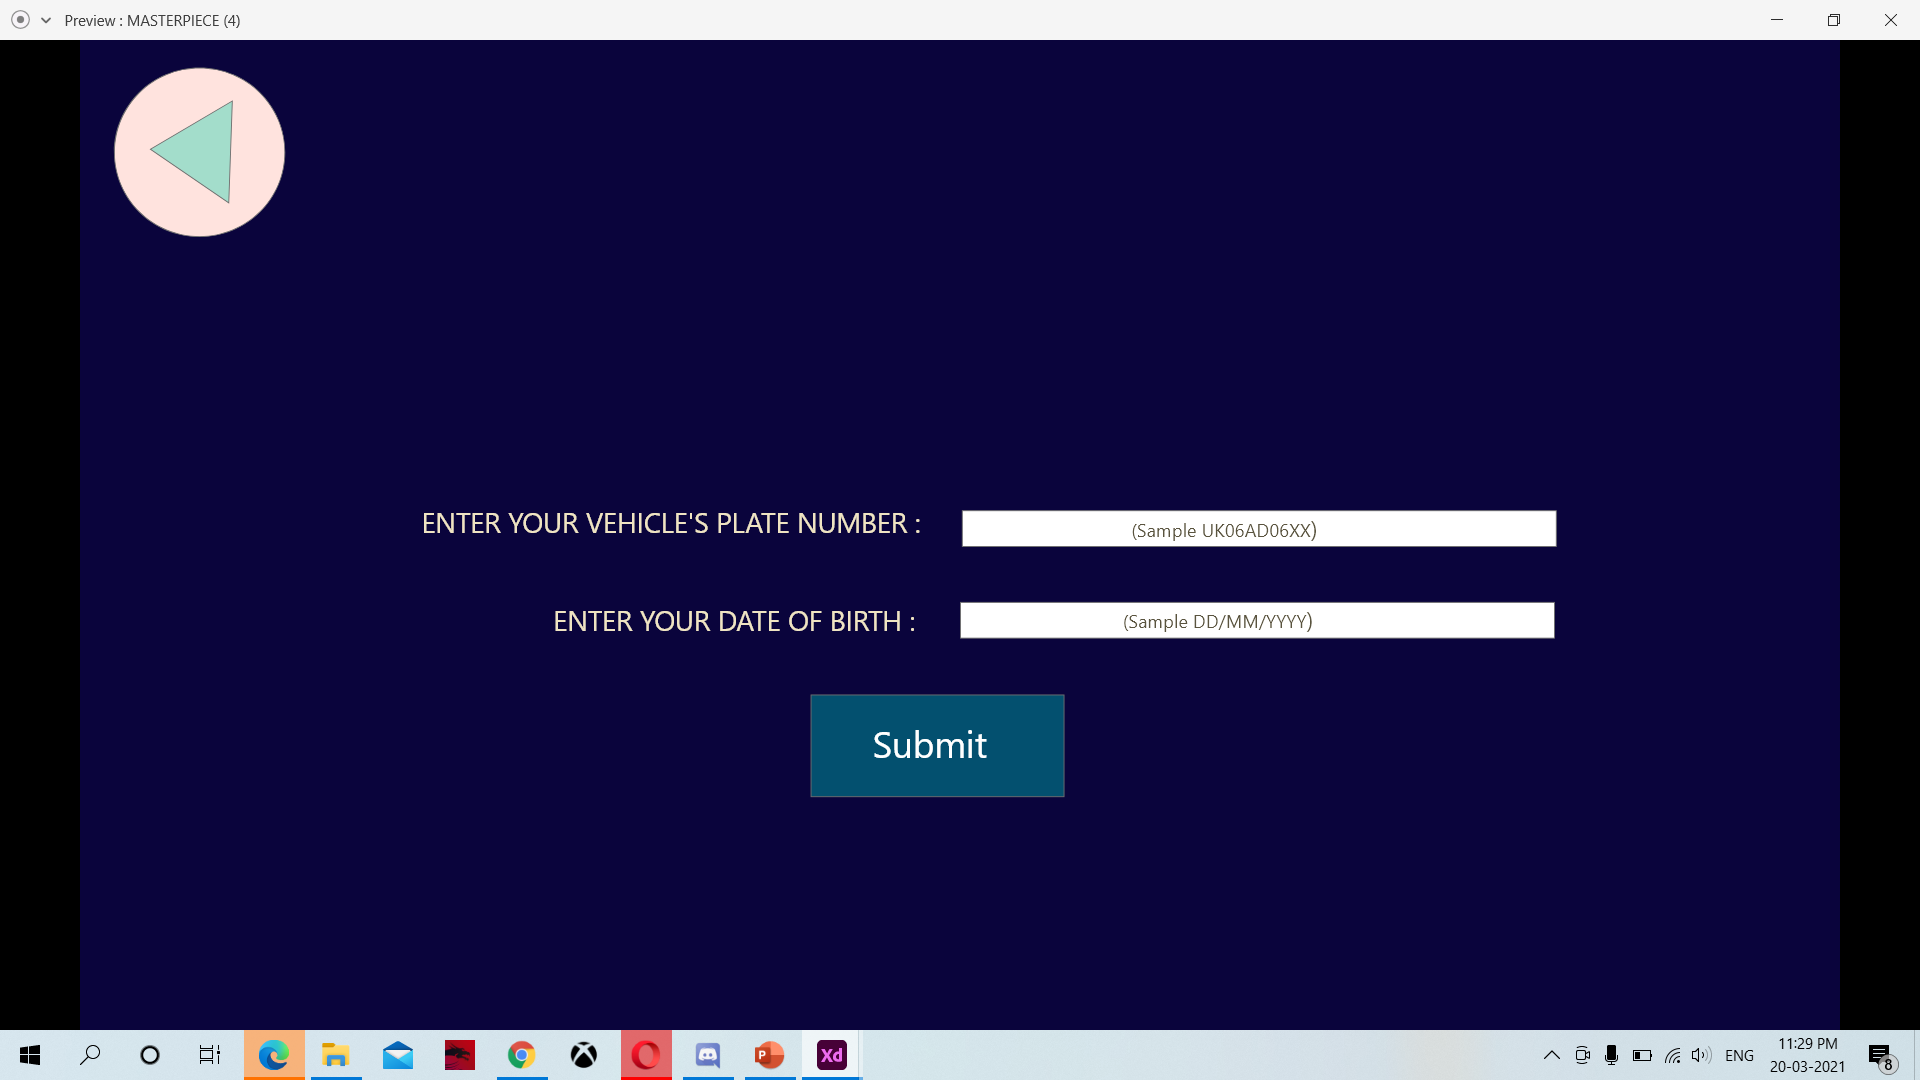 Preview : MASTERPIECE (4)
ENTER YOUR VEHICLE'S PLATE NUMBER :
(Sample UK06AD06XX)
ENTER YOUR DATE OF BIRTH :
(Sample DD/MM/YYYY)
Submit
P
Xd
ENG
11:29 PM
20-03-2021
8